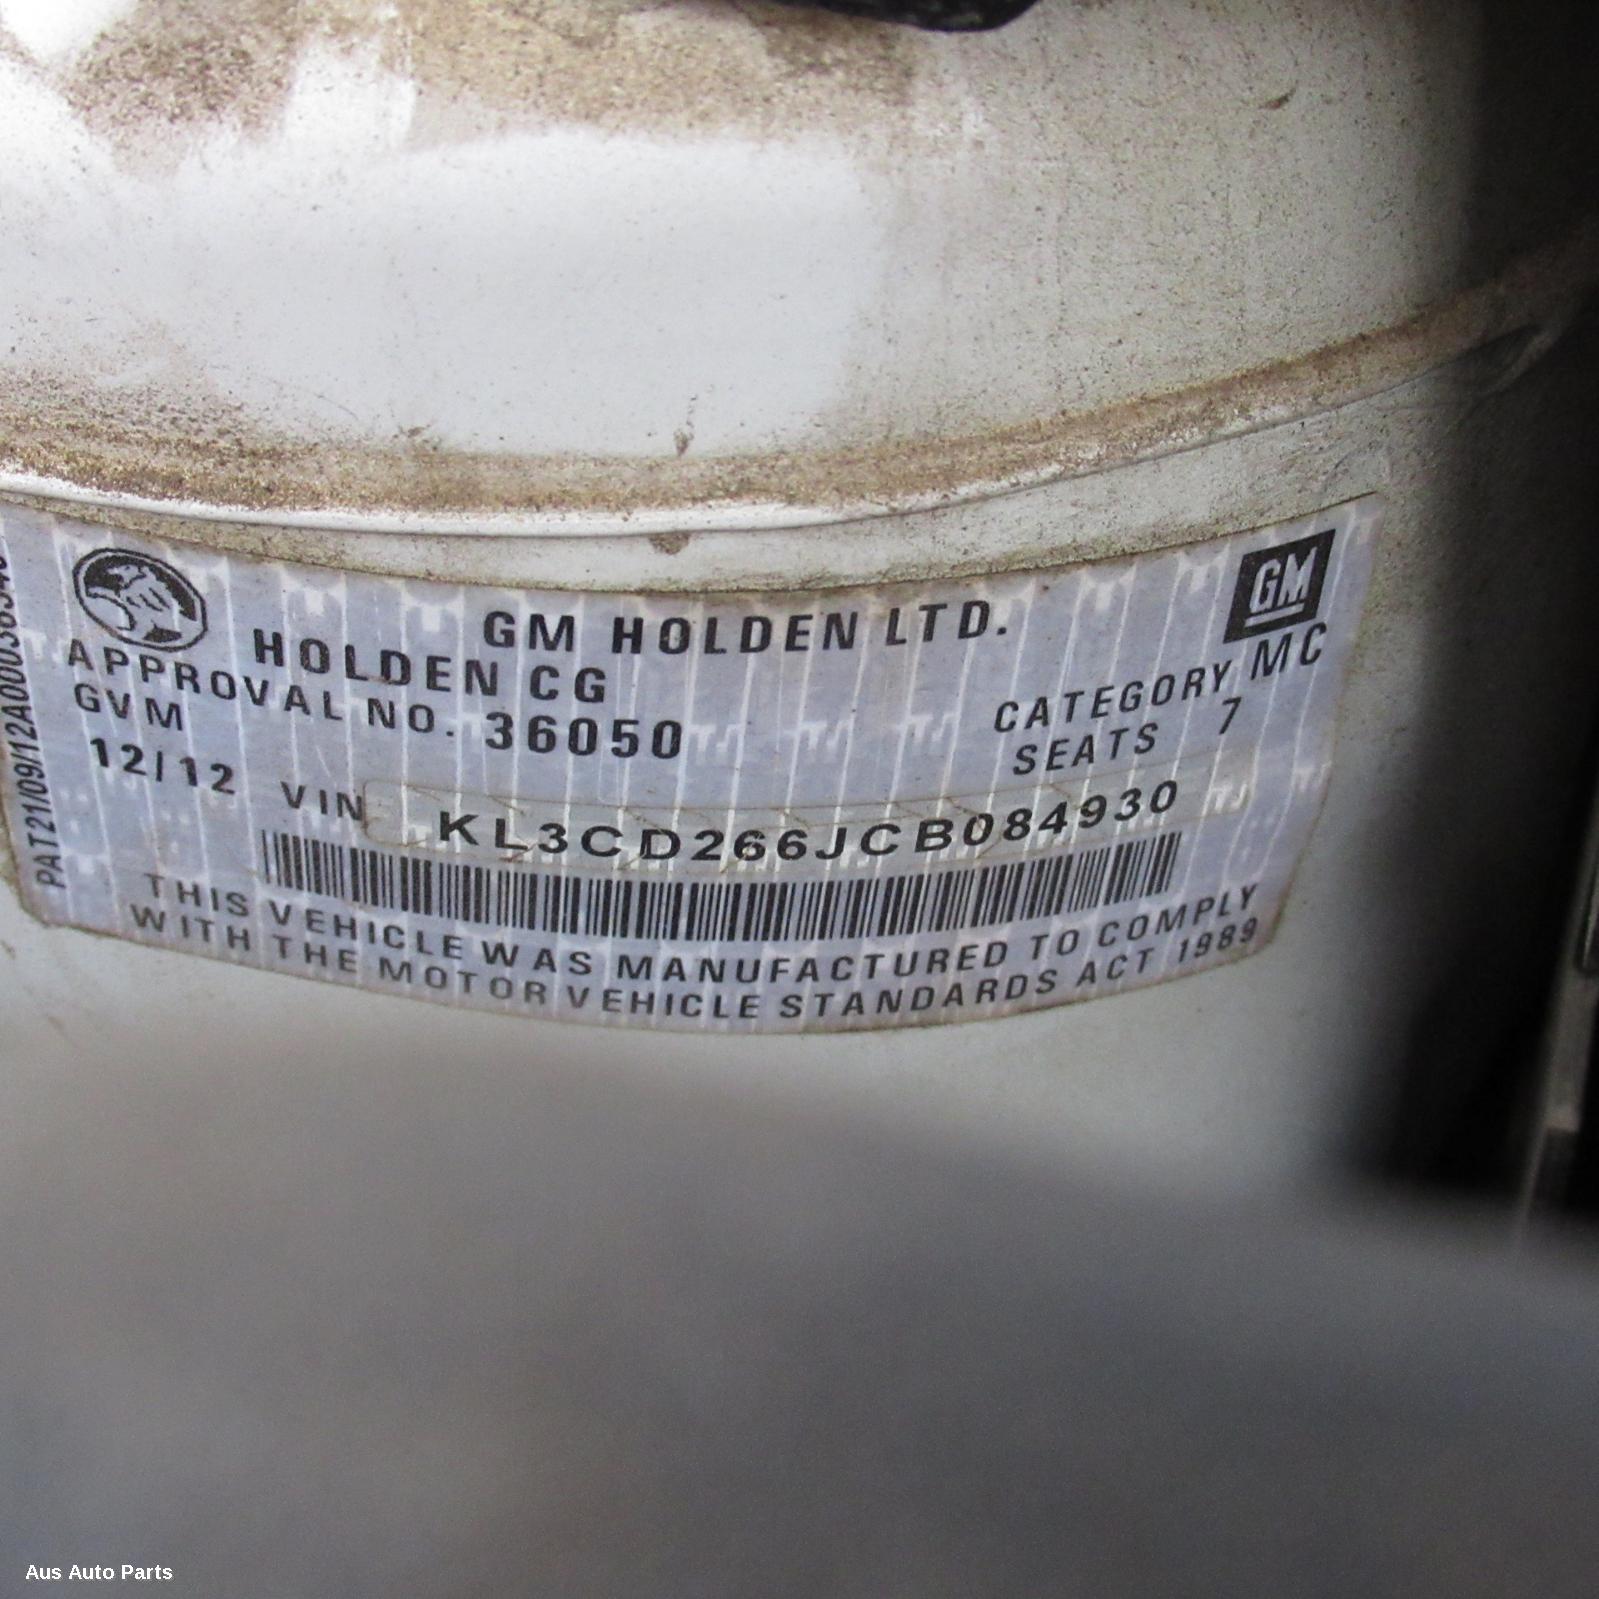 GM HOLDEN LTD.
GM
HOLDEN CG
CATEGORY MC
APPROVAL NO. 36050
SEATS 7
GVM
12/12 VIN KL3CD266JCB084930
THIS VEHICLE WAS MANUFACTURED TO COMPLY
WITH THE MOTOR VEHICLE STANDARDS ACT 1989
Aus Auto Parts